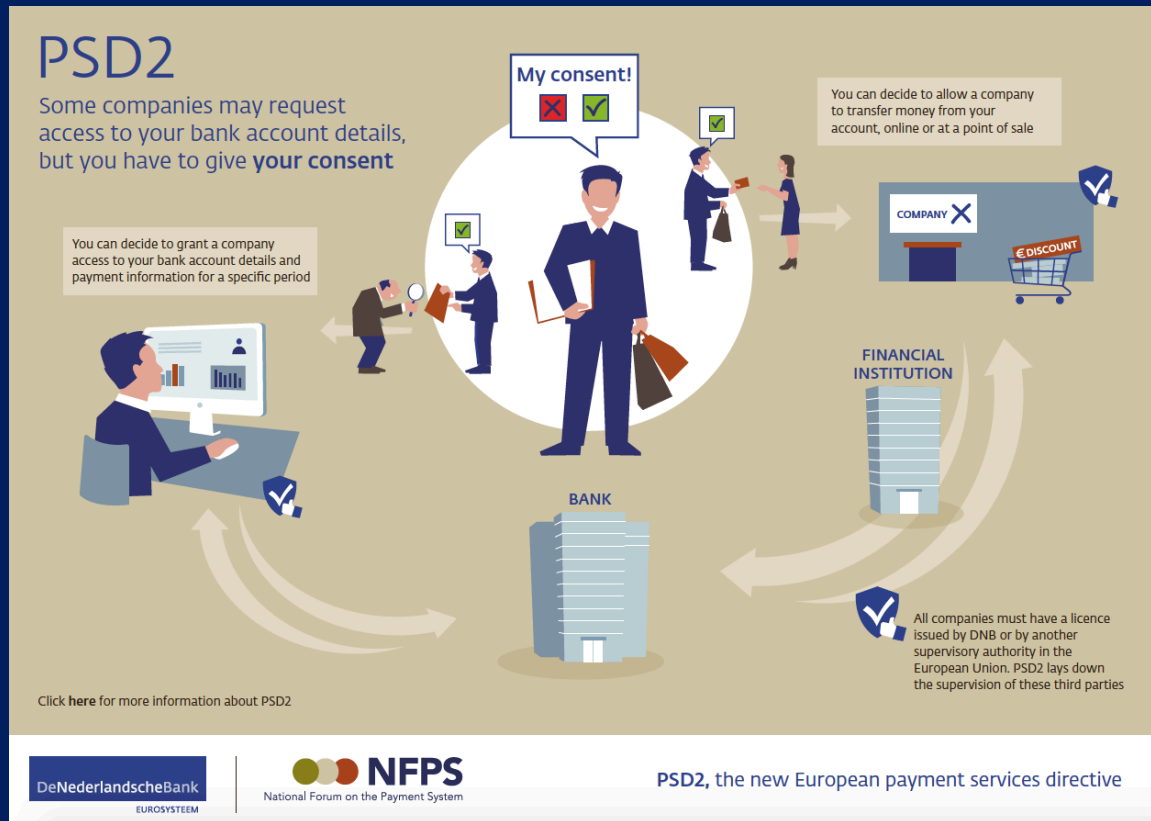 PSD2
Some companies may request
access to your bank account details,
but you have to give your consent
My consent!
You can decide to allow a company
to transfer money from your
account, online or at a point of sale
COMPANY X
€ DISCOUNT
You can decide to grant a company
access to your bank account details and
payment information for a specific period
FINANCIAL
INSTITUTION
BANK
All companies must have a licence
issued by DNB or by another
supervisory authority in the
European Union. PSD2 lays down
the supervision of these third parties
Click here for more information about PSD2
DeNederlandscheBank
EUROSYSTEEM
NFPS
National Forum on the Payment System
PSD2, the new European payment services directive